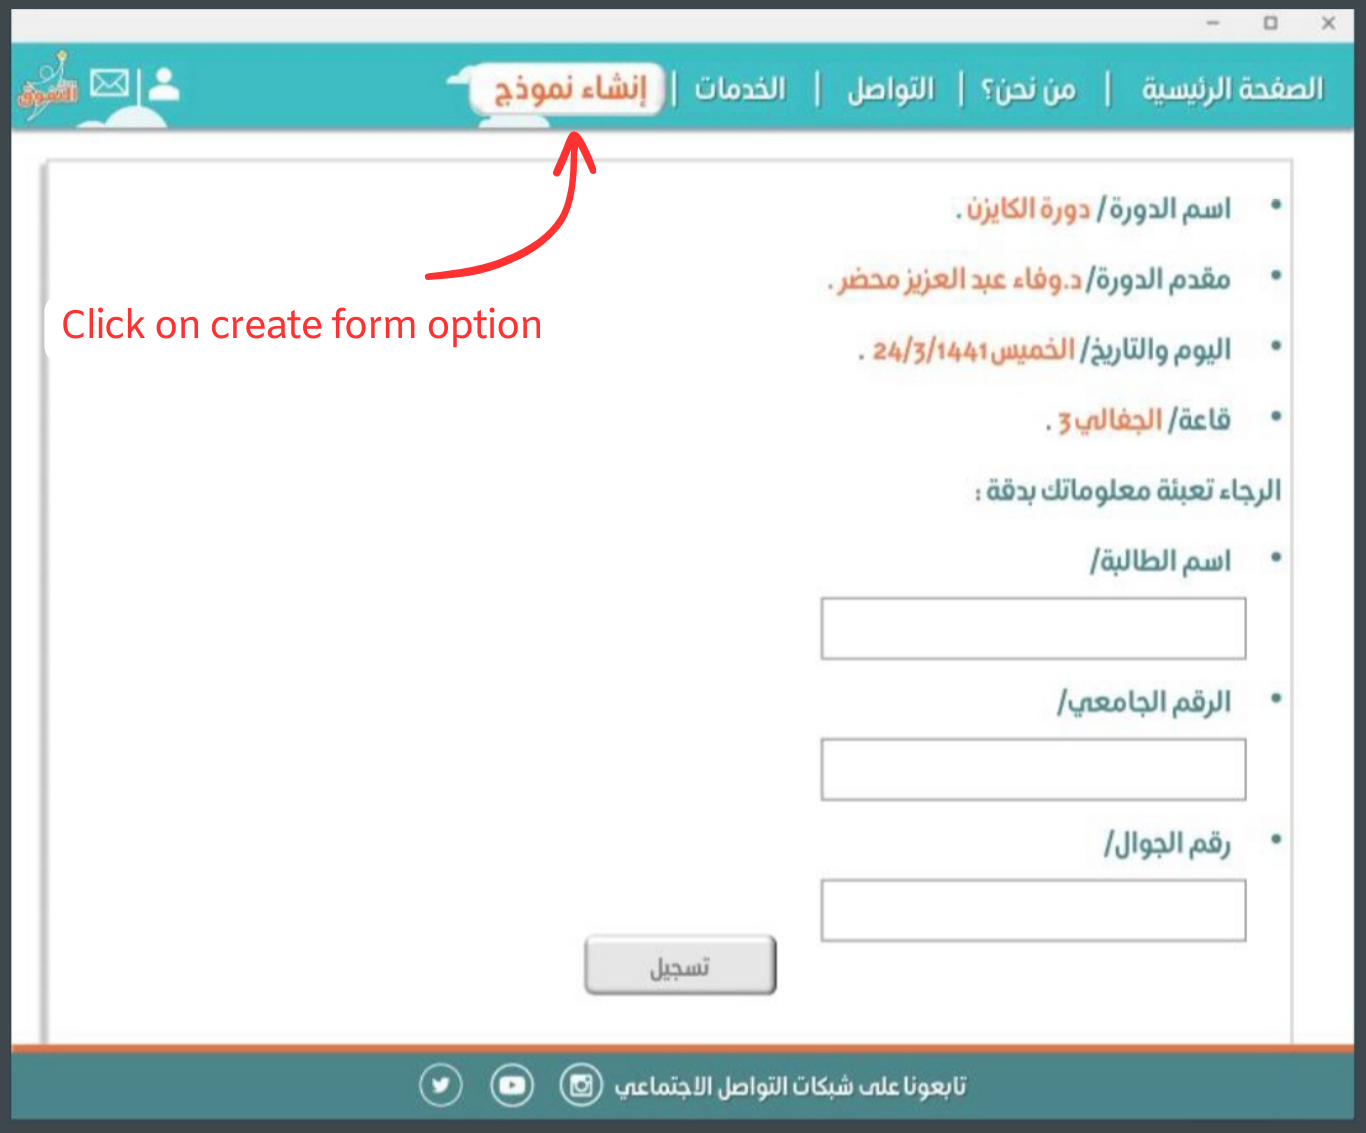 الصفحة الرئيسية | من نحن؟ | التواصل | الخدمات | إنشاء نموذج
التسوق
• اسم الدورة/ دورة الكايزن .
Click on create form option
• مقدم الدورة/ د.وفاء عبد العزيز محضر .
• اليوم والتاريخ/ الخميس 24/3/1441 .
• قاعة/ الجفالي 3 .
الرجاء تعبئة معلوماتك بدقة :
• اسم الطالبة/
• الرقم الجامعي/
• رقم الجوال/
تسجيل
تابعونا على شبكات التواصل الاجتماعي